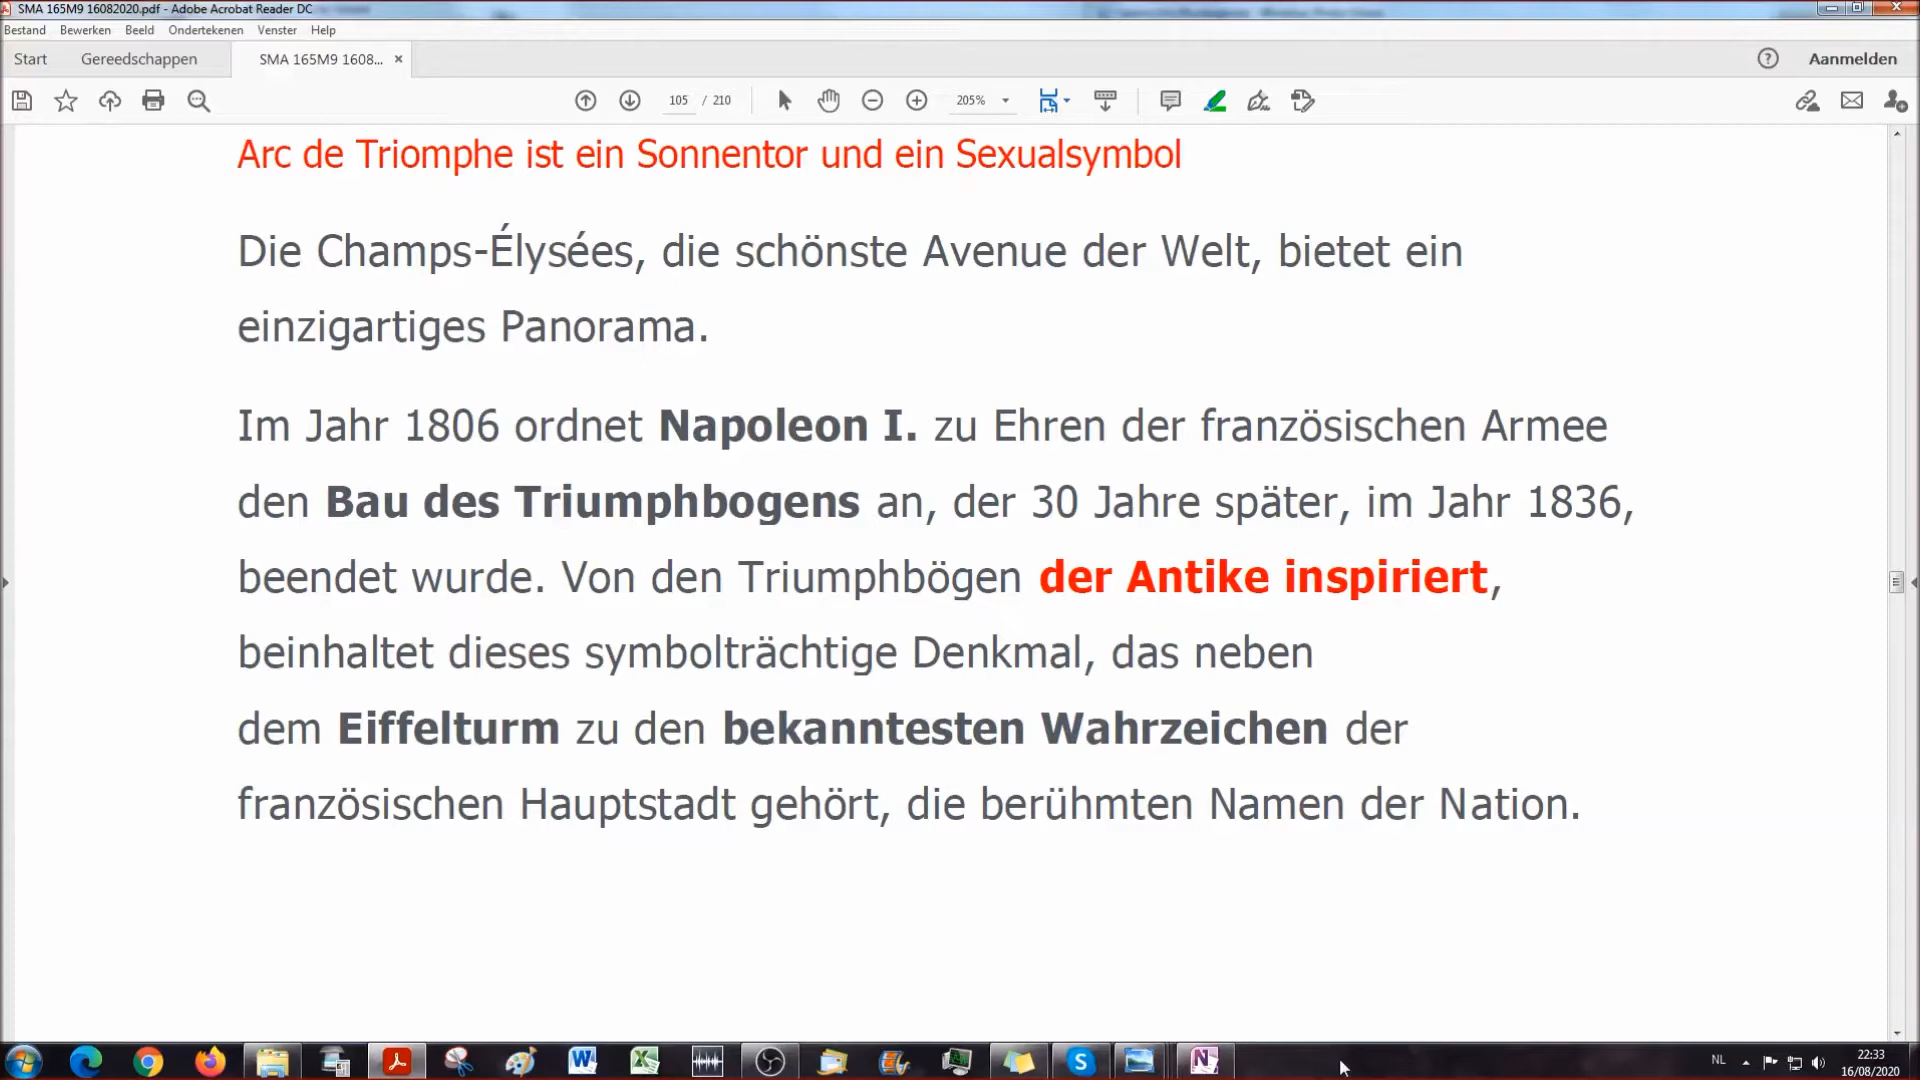 SMA 165M9 16082020.pdf - Adobe Acrobat Reader DC
Bestand Bewerken Beeld Ondertekenen Venster Help
Start Gereedschappen SMA 165M9 1608... × Aanmelden
105 / 210 205%
Arc de Triomphe ist ein Sonnentor und ein Sexualsymbol
Die Champs-Élysées, die schönste Avenue der Welt, bietet ein
einzigartiges Panorama.
Im Jahr 1806 ordnet Napoleon I. zu Ehren der französischen Armee
den Bau des Triumphbogens an, der 30 Jahre später, im Jahr 1836,
beendet wurde. Von den Triumphbögen der Antike inspiriert,
beinhaltet dieses symbolträchtige Denkmal, das neben
dem Eiffelturm zu den bekanntesten Wahrzeichen der
französischen Hauptstadt gehört, die berühmten Namen der Nation.
NL 22:33
16/08/2020